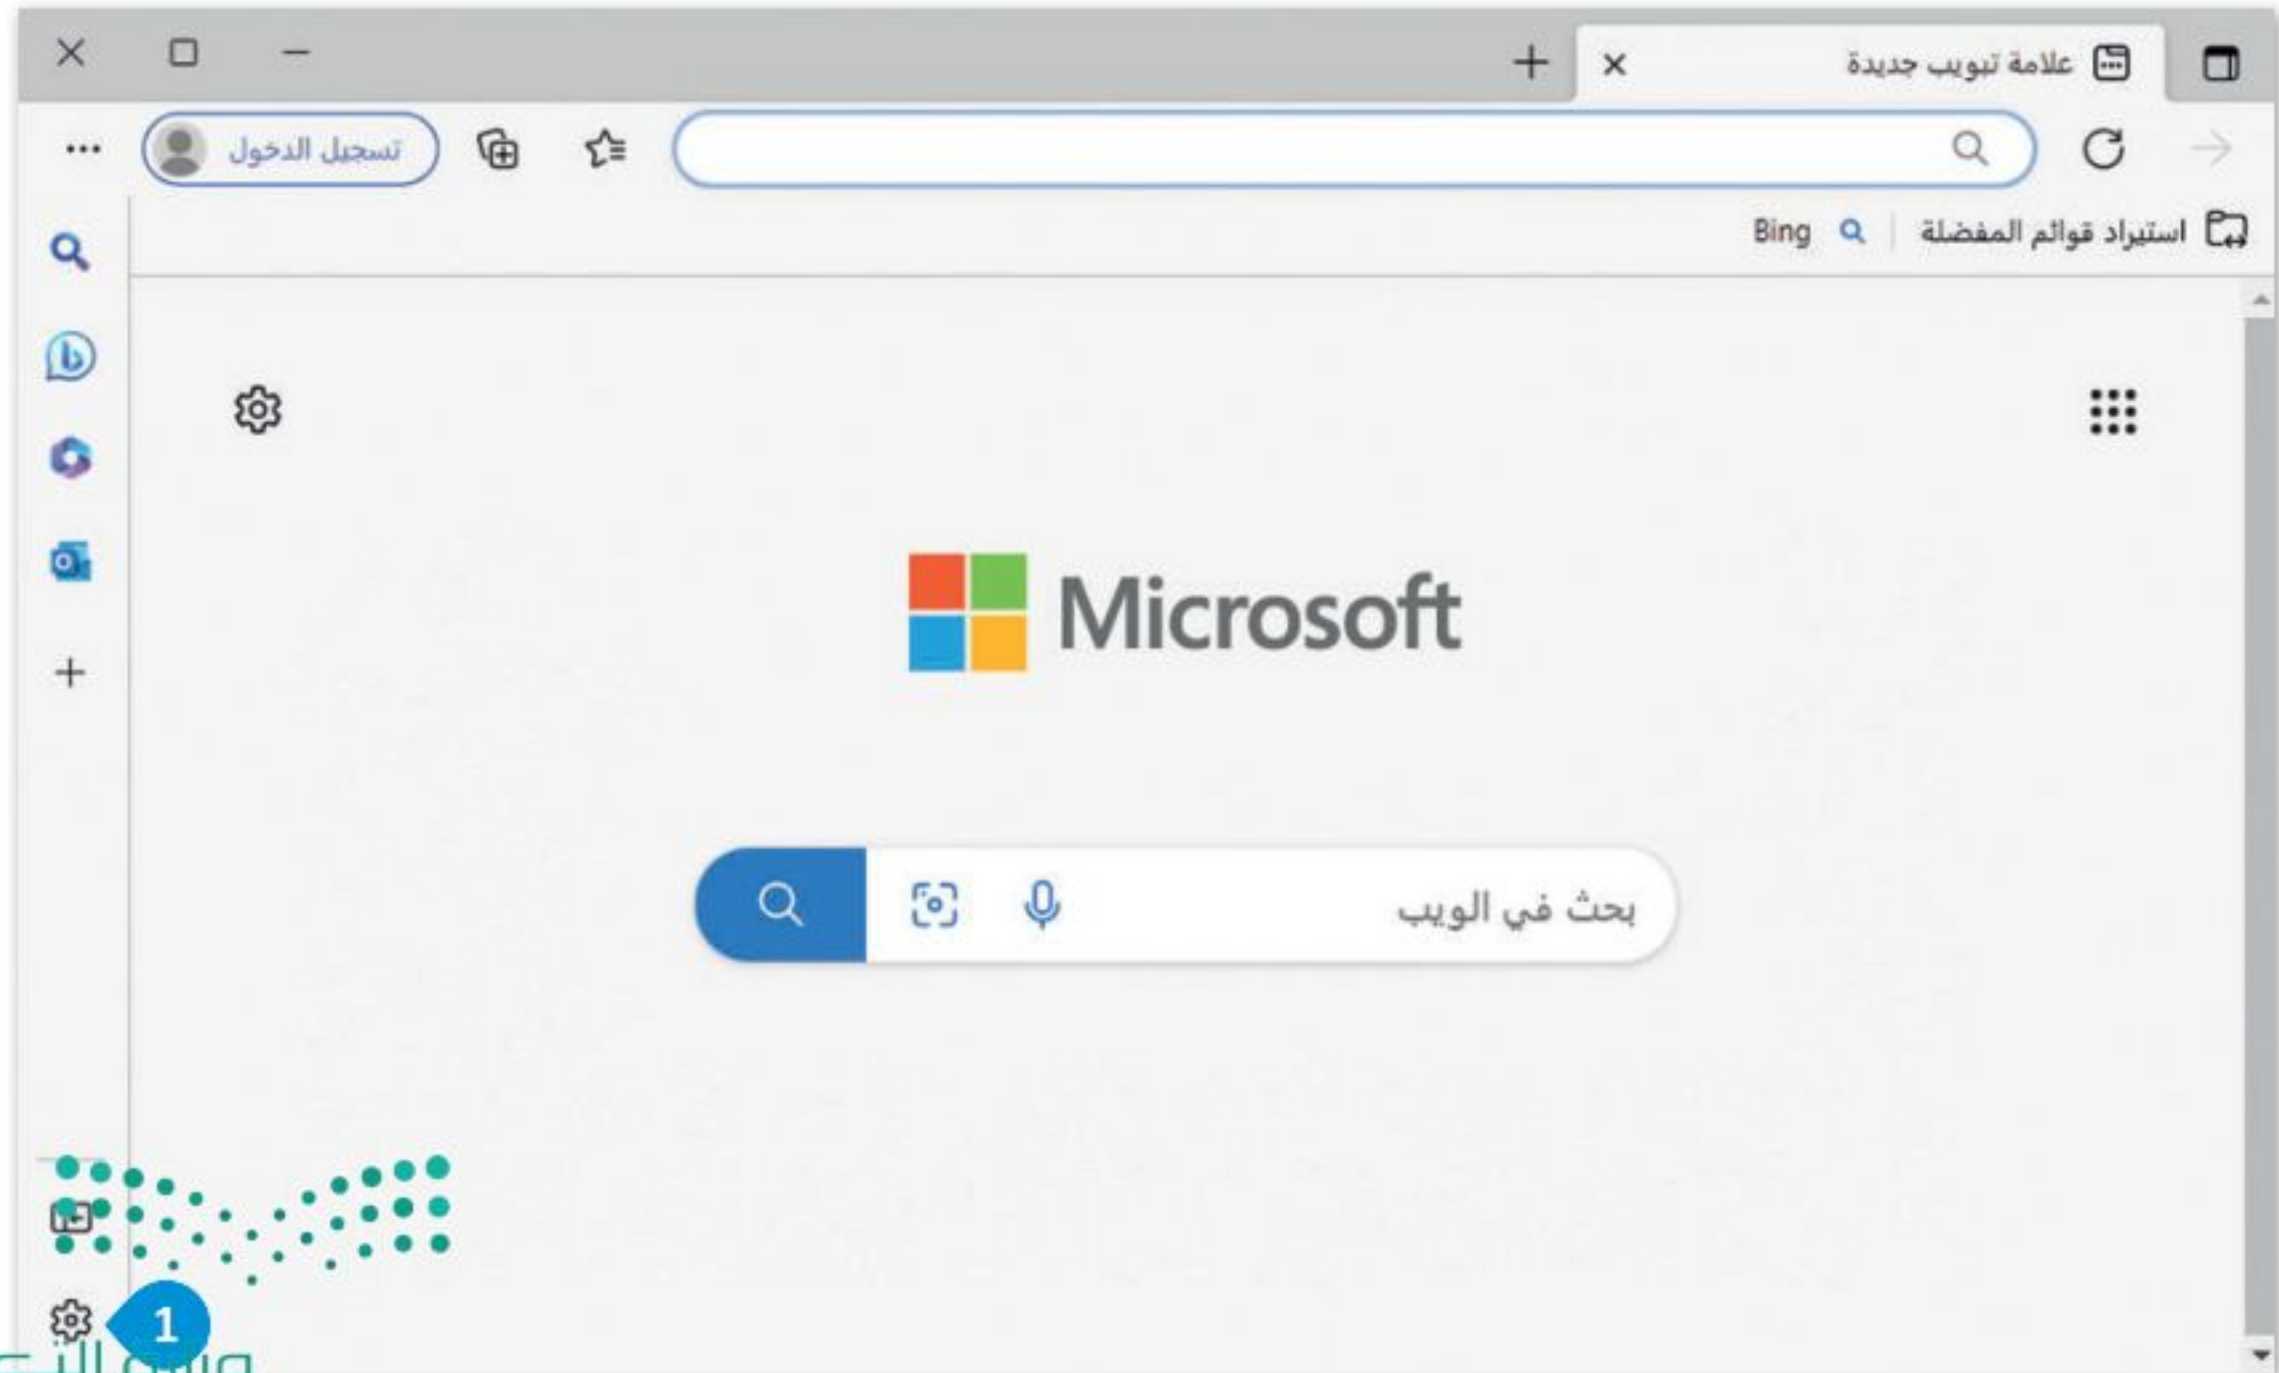 علامة تبويب جديدة
تسجيل الدخول
استيراد قوائم المفضلة
Bing
Microsoft
بحث في الويب
1